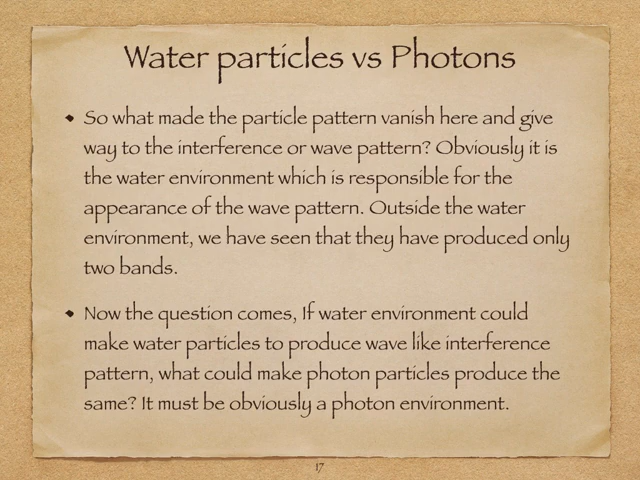 Water particles vs Photons
• So what made the particle pattern vanish here and give
way to the interference or wave pattern? Obviously it is
the water environment which is responsible for the
appearance of the wave pattern. Outside the water
environment, we have seen that they have produced only
two bands.
• Now the question comes, If water environment could
make water particles to produce wave like interference
pattern, what could make photon particles produce the
same? It must be obviously a photon environment.
17